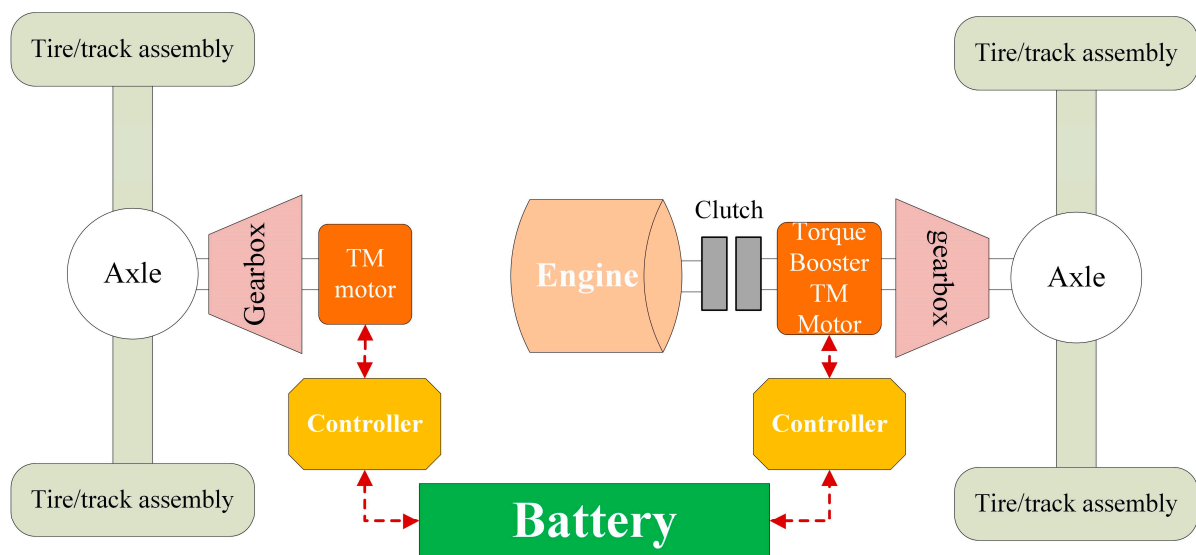 Tire/track assembly
Tire/track assembly
Clutch
Axle
Gearbox
TM
motor
Engine
Torque
Booster
TM
Motor
gearbox
Axle
Controller
Controller
Tire/track assembly
Tire/track assembly
Battery